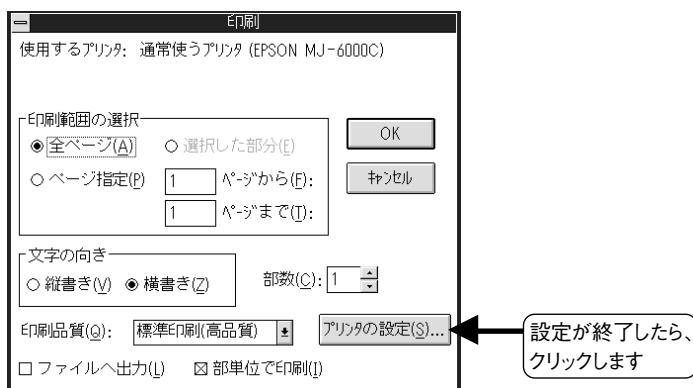 印刷
使用するプリンタ: 通常使うプリンタ (EPSON MJ-6000C)
印刷範囲の選択
全ページ(A) 選択した部分(E)
ページ指定(P) 1 ページから(F):
1 ページまで(T):
OK
キャンセル
文字の向き
縦書き(V) 横書き(Z)
部数(C): 1
印刷品質(Q): 標準印刷(高品質) プリンタの設定(S)...
ファイルへ出力(L) 部単位で印刷(I)
設定が終了したら、
クリックします